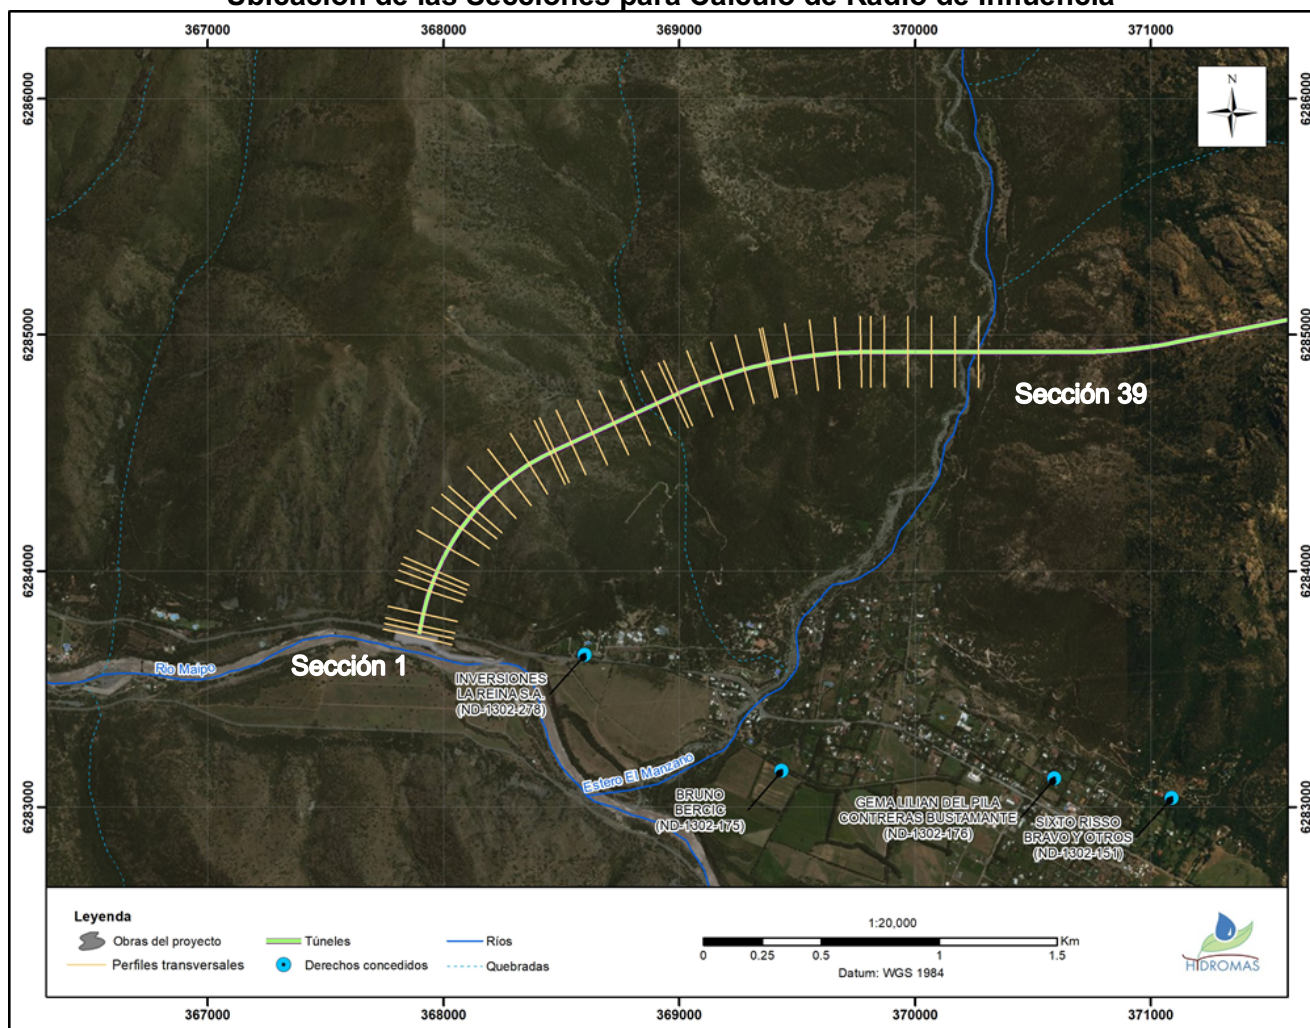 Ubicación de las Secciones para Cálculo de Radio de Influencia
367000
368000
369000
370000
371000
6286000
6286000
N
6285000
6285000
Sección 39
6284000
6284000
Sección 1
Río Maipo
INVERSIONES
LA REINA S.A.
(ND-1302-278)
Estero El Manzano
6283000
6283000
BRUNO
BERCIC
(ND-1302-175)
GEMA LILIAN DEL PILA
CONTRERAS BUSTAMANTE
(ND-1302-176)
SIXTO RISSO
BRAVO Y OTROS
(ND-1302-151)
Leyenda
Obras del proyecto
Túneles
Ríos
Perfiles transversales
Derechos concedidos
Quebradas
1:20,000
Km
0
0.25
0.5
1
1.5
Datum: WGS 1984
HIDROMAS
367000
368000
369000
370000
371000